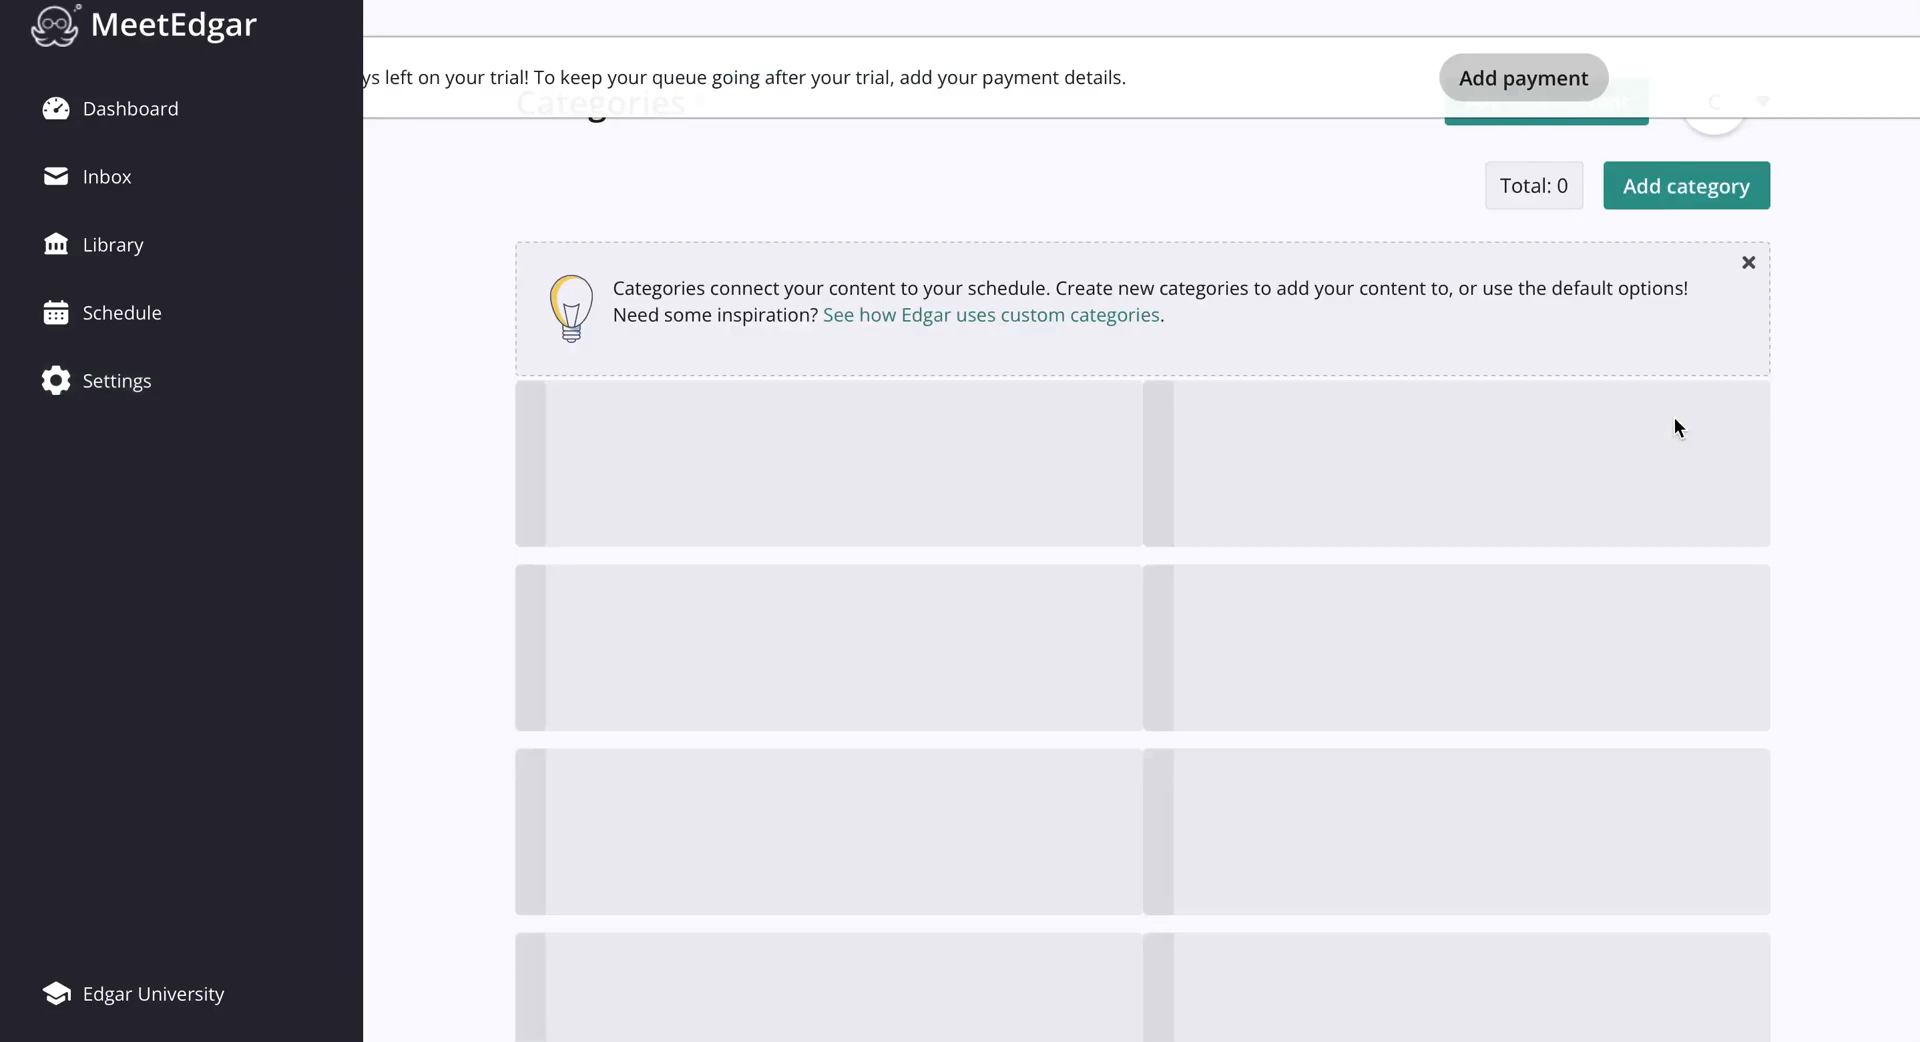 MeetEdgar
Dashboard
Inbox
Library
Schedule
Settings
Edgar University
left on your trial! To keep your queue going after your trial, add your payment details.
Add payment
Categories
C
Total: 0
Add category
Categories connect your content to your schedule. Create new categories to add your content to, or use the default options!
Need some inspiration? See how Edgar uses custom categories.